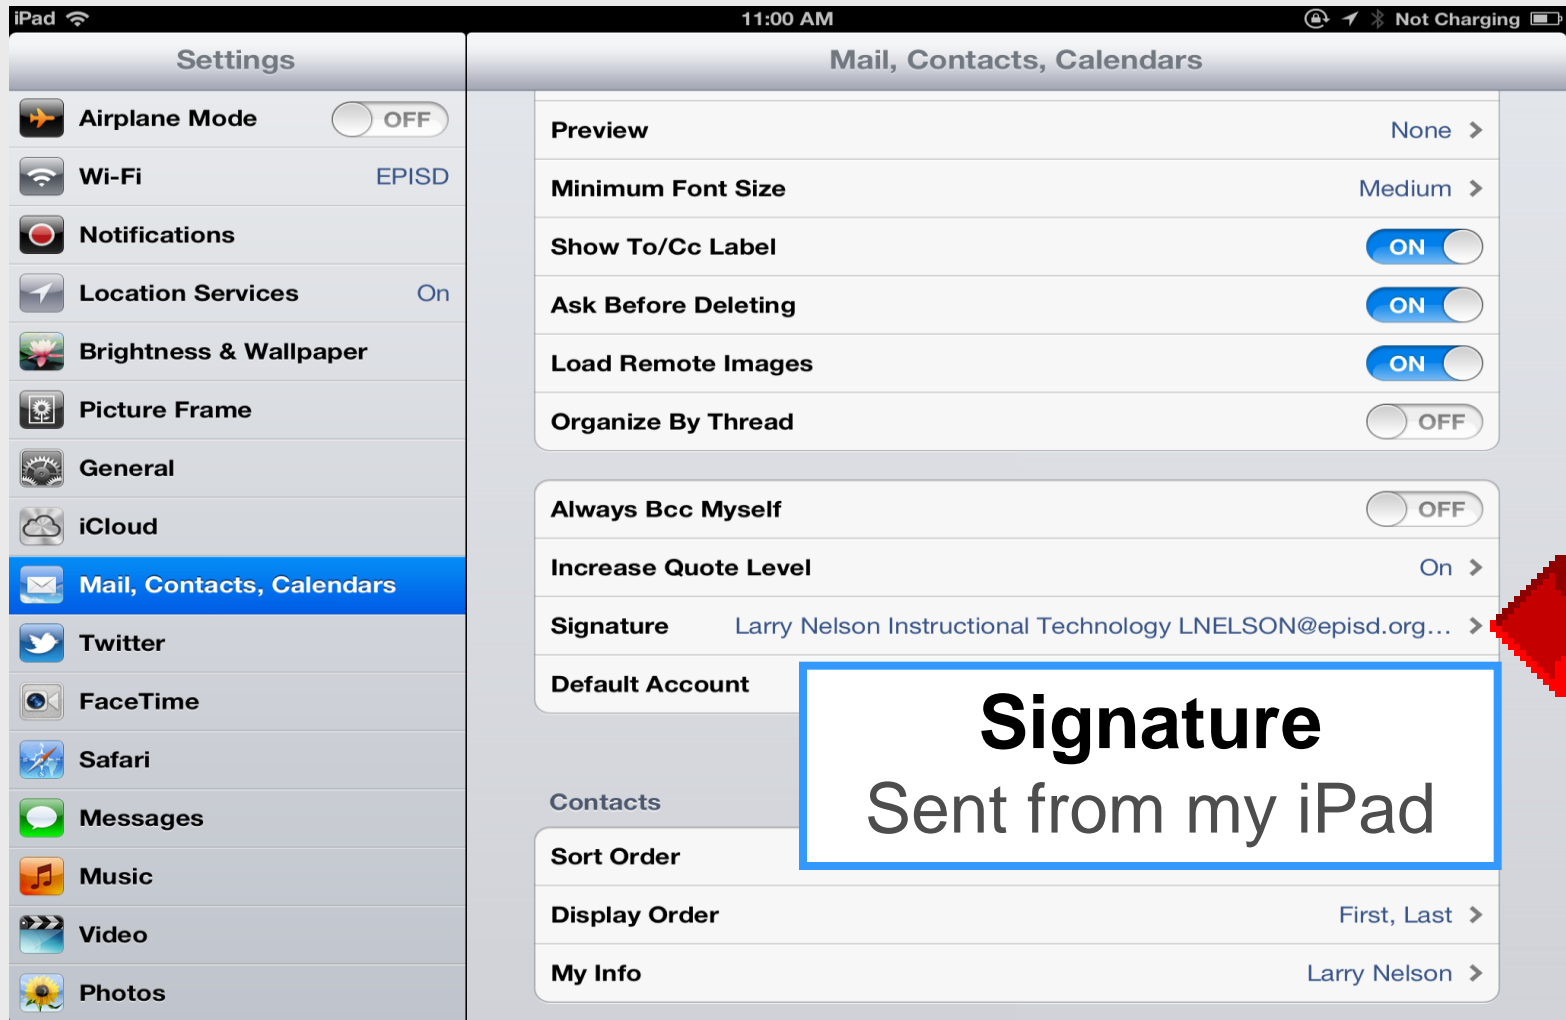 iPad 11:00 AM Not Charging
Settings
Airplane Mode OFF
Wi-Fi EPISD
Notifications
Location Services On
Brightness & Wallpaper
Picture Frame
General
iCloud
Mail, Contacts, Calendars
Twitter
FaceTime
Safari
Messages
Music
Video
Photos
Mail, Contacts, Calendars
Preview None
Minimum Font Size Medium
Show To/Cc Label ON
Ask Before Deleting ON
Load Remote Images ON
Organize By Thread OFF
Always Bcc Myself OFF
Increase Quote Level On
Signature Larry Nelson Instructional Technology LNELSON@episd.org...
Default Account
Signature
Sent from my iPad
Contacts
Sort Order
Display Order First, Last
My Info Larry Nelson